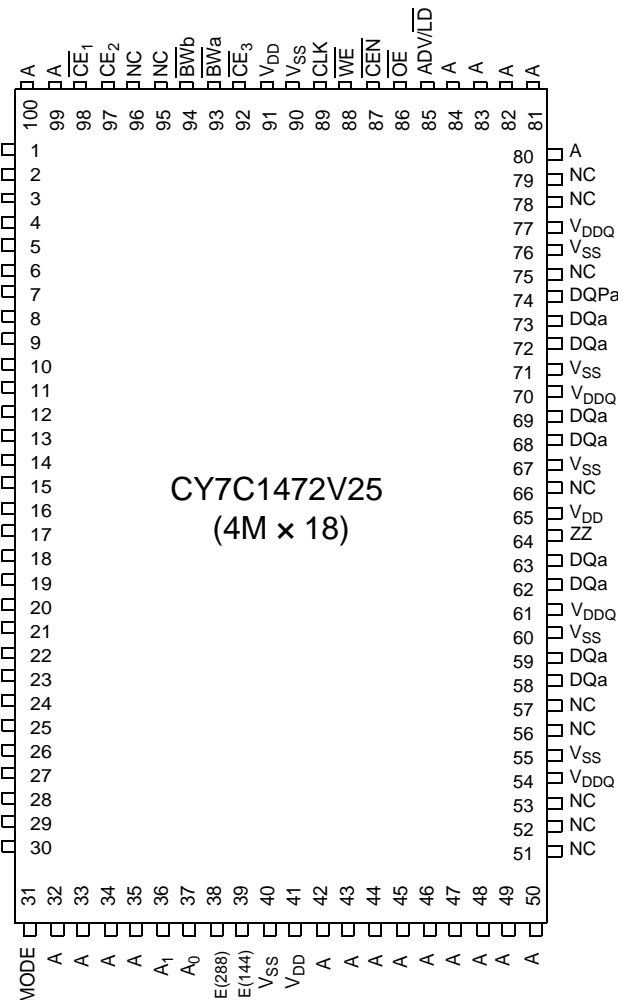 A A CE1 CE2 NC NC BWb BWa CE3 VDD VSS CLK WE CEN OE ADV/LD A A A A
100 99 98 97 96 95 94 93 92 91 90 89 88 87 86 85 84 83 82 81
1
2
3
4
5
6
7
8
9
10
11
12
13
14
15
16
17
18
19
20
21
22
23
24
25
26
27
28
29
30
CY7C1472V25
(4M × 18)
80 A
79 NC
78 NC
77 VDDQ
76 VSS
75 NC
74 DQPa
73 DQa
72 DQa
71 VSS
70 VDDQ
69 DQa
68 DQa
67 VSS
66 NC
65 VDD
64 ZZ
63 DQa
62 DQa
61 VDDQ
60 VSS
59 DQa
58 DQa
57 NC
56 NC
55 VSS
54 VDDQ
53 NC
52 NC
51 NC
31 32 33 34 35 36 37 38 39 40 41 42 43 44 45 46 47 48 49 50
MODE A A A A A1 A0 E(288) E(144) VSS VDD A A A A A A A A A